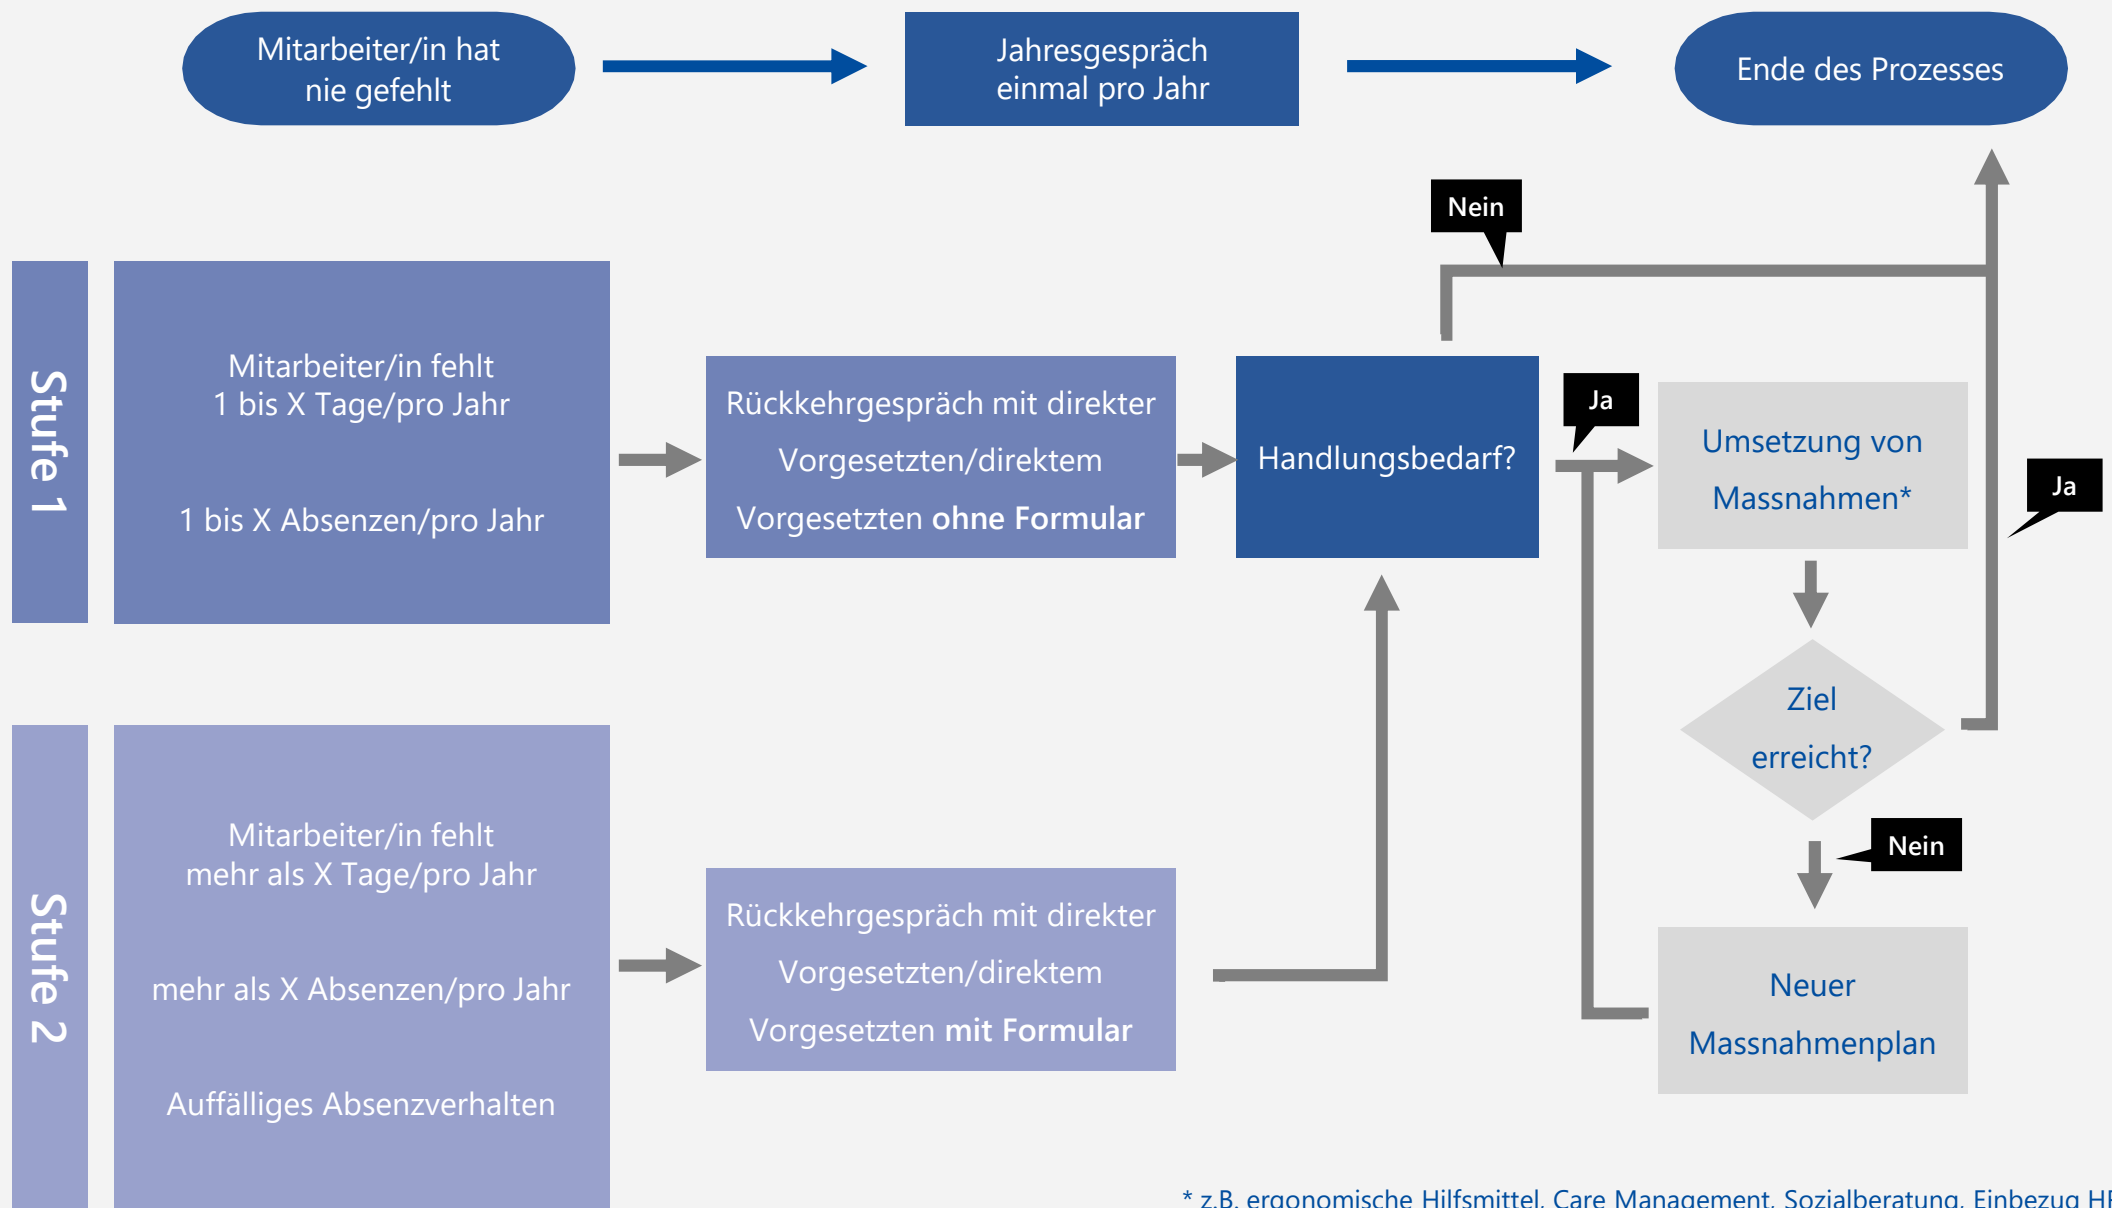 Mitarbeiter/in hat
nie gefehlt
Jahresgespräch
einmal pro Jahr
Ende des Prozesses
Nein
Stufe 1
Mitarbeiter/in fehlt
1 bis X Tage/pro Jahr
1 bis X Absenzen/pro Jahr
Rückkehrgespräch mit direkter
Vorgesetzten/direktem
Vorgesetzten ohne Formular
Handlungsbedarf?
Ja
Umsetzung von
Massnahmen*
Ja
Ziel
erreicht?
Nein
Neuer
Massnahmenplan
Stufe 2
Mitarbeiter/in fehlt
mehr als X Tage/pro Jahr
mehr als X Absenzen/pro Jahr
Auffälliges Absenzverhalten
Rückkehrgespräch mit direkter
Vorgesetzten/direktem
Vorgesetzten mit Formular
* z.B. ergonomische Hilfsmittel, Care Management, Sozialberatung, Einbezug